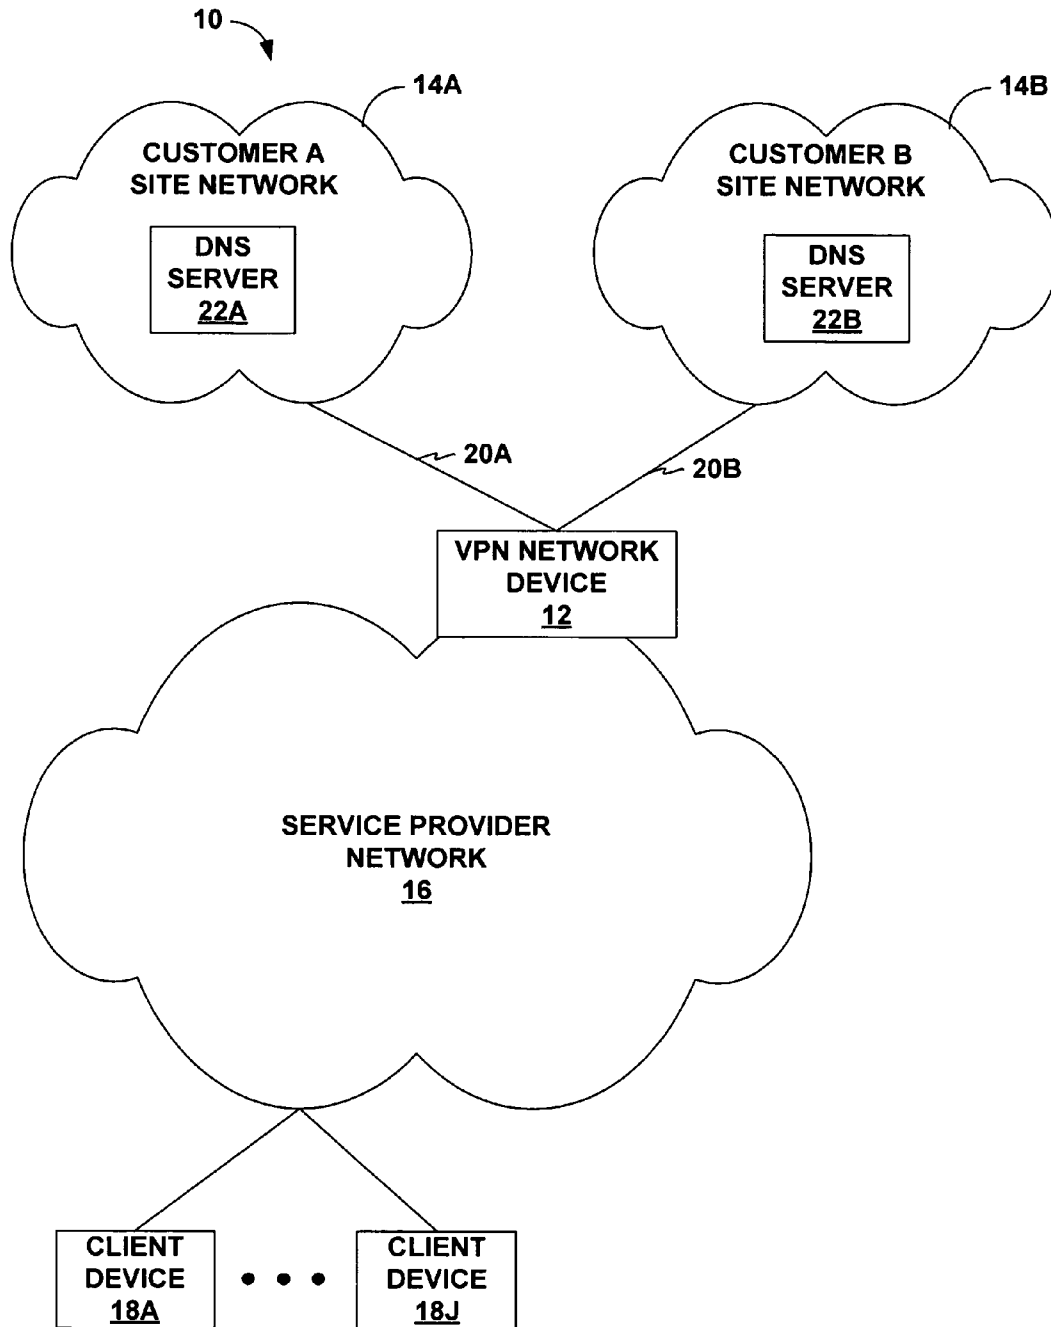 10
14A
14B
CUSTOMER A
SITE NETWORK
DNS
SERVER
22A
CUSTOMER B
SITE NETWORK
DNS
SERVER
22B
20A
20B
VPN NETWORK
DEVICE
12
SERVICE PROVIDER
NETWORK
16
CLIENT
DEVICE
18A
CLIENT
DEVICE
18J